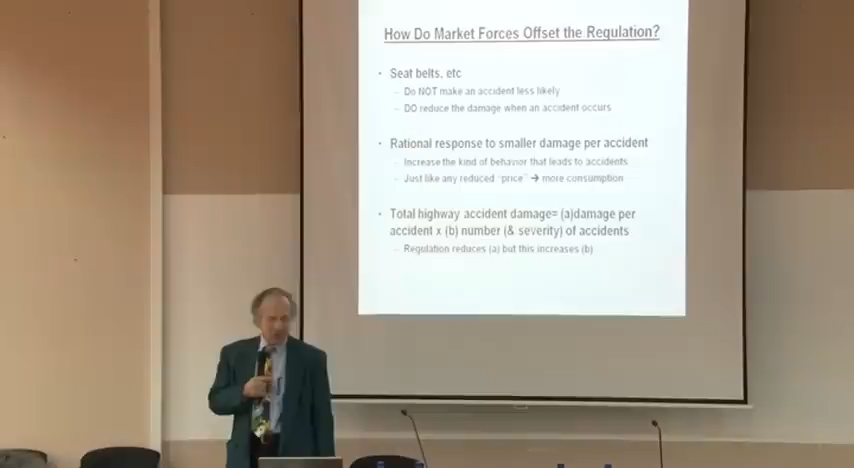 How Do Market Forces Offset the Regulation?
• Seat belts, etc
– Do NOT make an accident less likely
– DO reduce the damage when an accident occurs
• Rational response to smaller damage per accident
– Increase the kind of behavior that leads to accidents
– Just like any reduced "price" → more consumption
• Total highway accident damage= (a)damage per
accident x (b) number (& severity) of accidents
– Regulation reduces (a) but this increases (b)